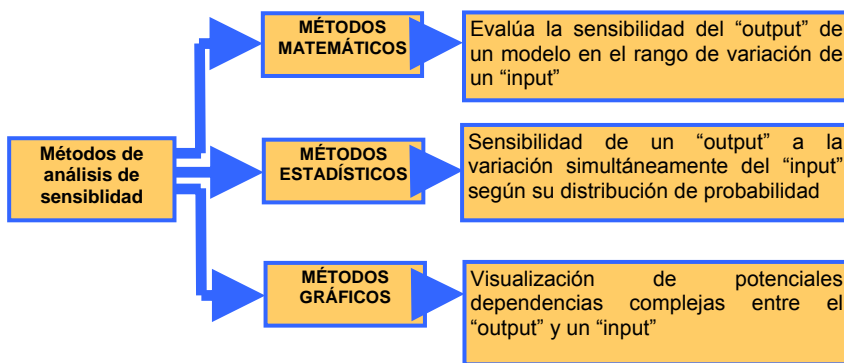 Métodos de
análisis de
sensiblidad
MÉTODOS
MATEMÁTICOS
Evalúa la sensibilidad del “output” de
un modelo en el rango de variación de
un “input”
MÉTODOS
ESTADÍSTICOS
Sensibilidad de un “output” a la
variación simultáneamente del “input”
según su distribución de probabilidad
MÉTODOS
GRÁFICOS
Visualización de potenciales
dependencias complejas entre el
“output” y un “input”